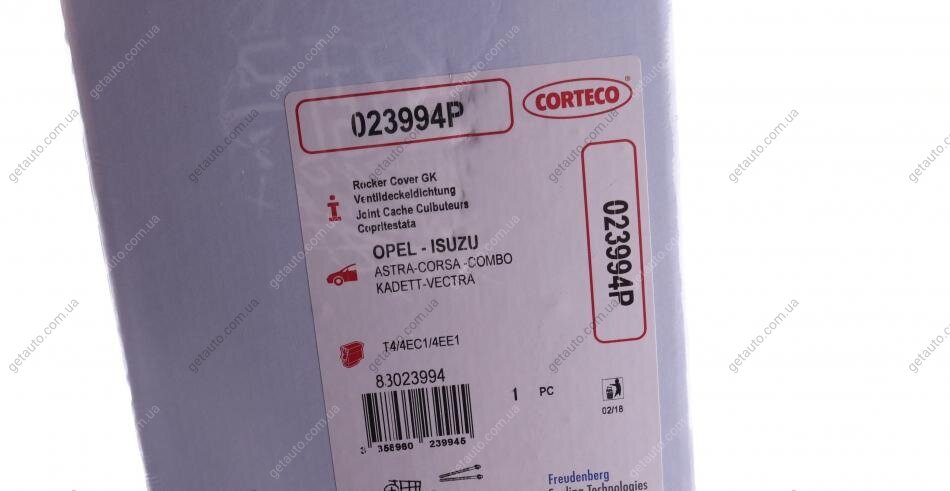 023994P
CORTECO
®
Rocker Cover GK
Ventildeckeldichtung
Joint Cache Culbuteurs
Copritestata
OPEL - ISUZU
ASTRA-CORSA-COMBO
KADETT-VECTRA
023994P
T4/4EC1/4EE1
83023994
1 PC
02/18
3 358960 239945
Freudenberg
Sealing Technologies
getauto.com.ua